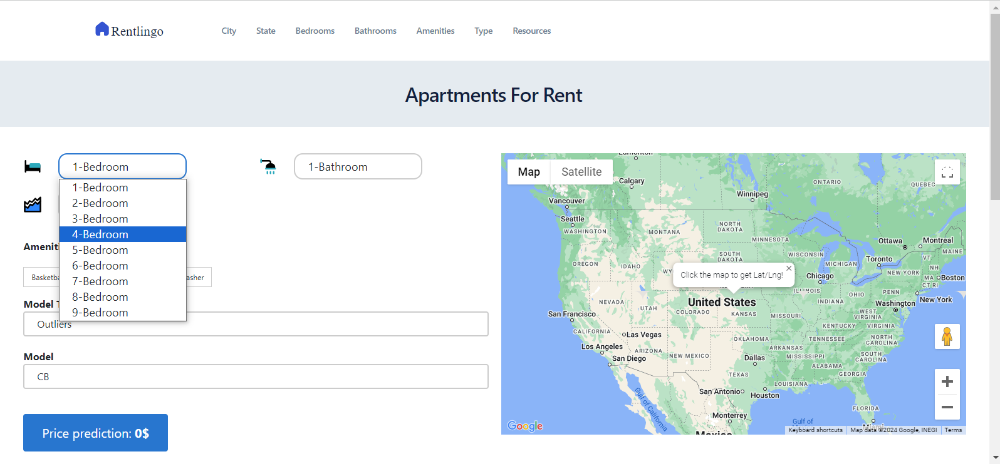 Rentlingo
City State Bedrooms Bathrooms Amenities Type Resources
Apartments For Rent
1-Bedroom
1-Bathroom
1-Bedroom
2-Bedroom
3-Bedroom
4-Bedroom
5-Bedroom
6-Bedroom
7-Bedroom
8-Bedroom
9-Bedroom
Amenit
Basketba
asher
Model T
Outliers
Model
CB
Price prediction: 0$
Map Satellite
Edmonton
Calgary
ONTARIO
QUEBEC
Winnipeg
Vancouver
Seattle
WASHINGTON
NORTH
DAKOTA
MONTANA
MINNESOTA
Ottawa
Montreal
MAINE
SOUTH
DAKOTA
WISCONSIN
VT
Toronto
OREGON
IDAHO
WY
MICHIGAN
NEW YORK
NH
Click the map to get Lat/Lng!
Chicago
MA
Boston
CT RI
ILLINOIS
OHIO
PENN
New York
United States
NEVADA
UTAH
COLORADO
KANSAS
INDIANA
Washington
San Francisco
MISSOURI
WEST
VIRGINIA
KENTUCKY
VIRGINIA
CALIFORNIA
Las Vegas
OKLAHOMA
TENNESSEE
NORTH
CAROLINA
Los Angeles
ARIZONA
NEW MEXICO
ARKANSAS
MISSISSIPPI
SOUTH
CAROLINA
San Diego
Dallas
ALABAMA
GEORGIA
TEXAS
LOUISIANA
San Antonio
Houston
Gulf of
California
FLORIDA
Monterrey
Gulf of
Miami
Mexico
Google
Keyboard shortcuts Map data ©2024 Google, INEGI Terms